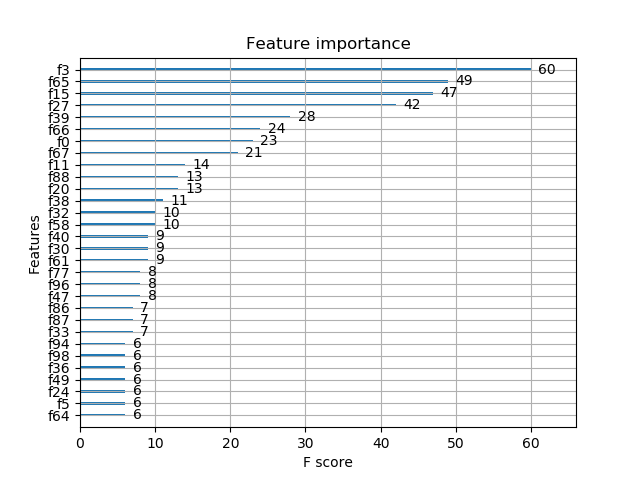 Feature importance
Features
f3 60
f65 49
f15 47
f27 42
f39 28
f66 24
f0 23
f67 21
f11 14
f88 13
f20 13
f38 11
f32 10
f58 10
f40 9
f30 9
f61 9
f77 8
f96 8
f47 8
f86 7
f87 7
f33 7
f94 6
f98 6
f36 6
f49 6
f24 6
f5 6
f64 6
0 10 20 30 40 50 60
F score